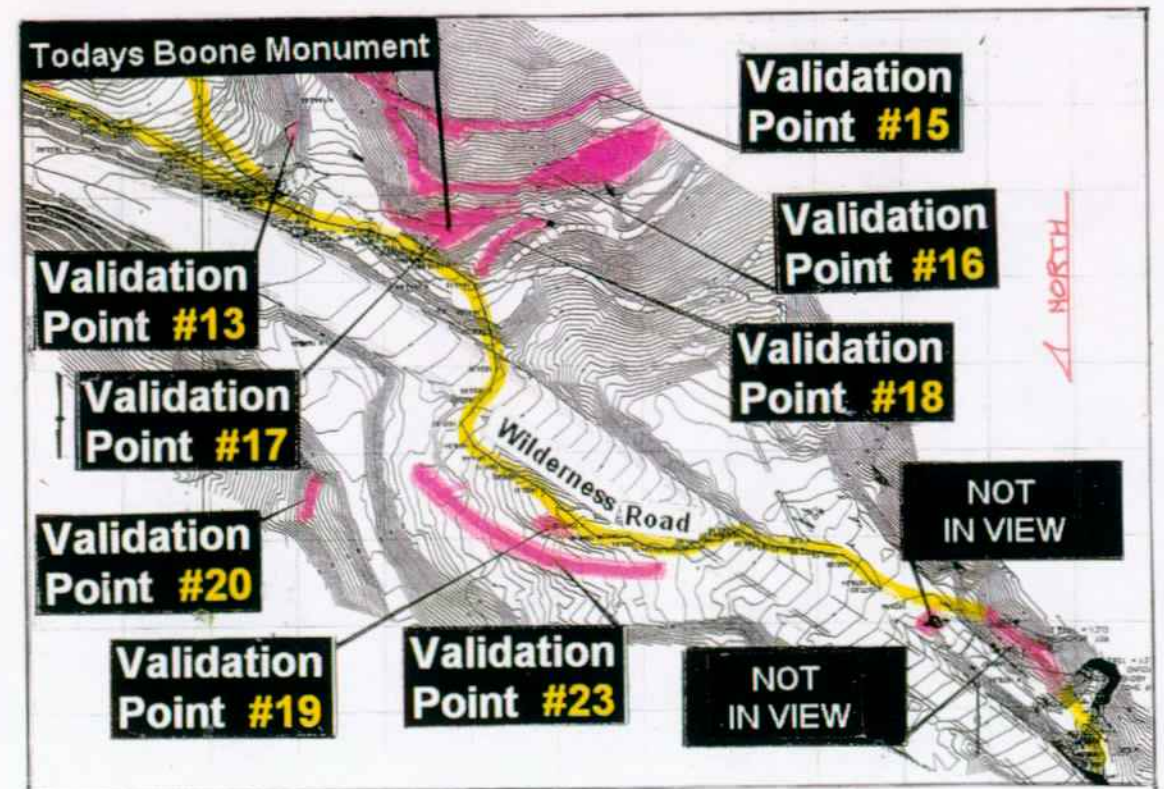 Todays Boone Monument
Validation
Point #15
Validation
Point #16
NORTH
Validation
Point #13
Validation
Point #18
Validation
Point #17
Wilderness Road
NOT
IN VIEW
Validation
Point #20
Validation
Point #19
Validation
Point #23
NOT
IN VIEW